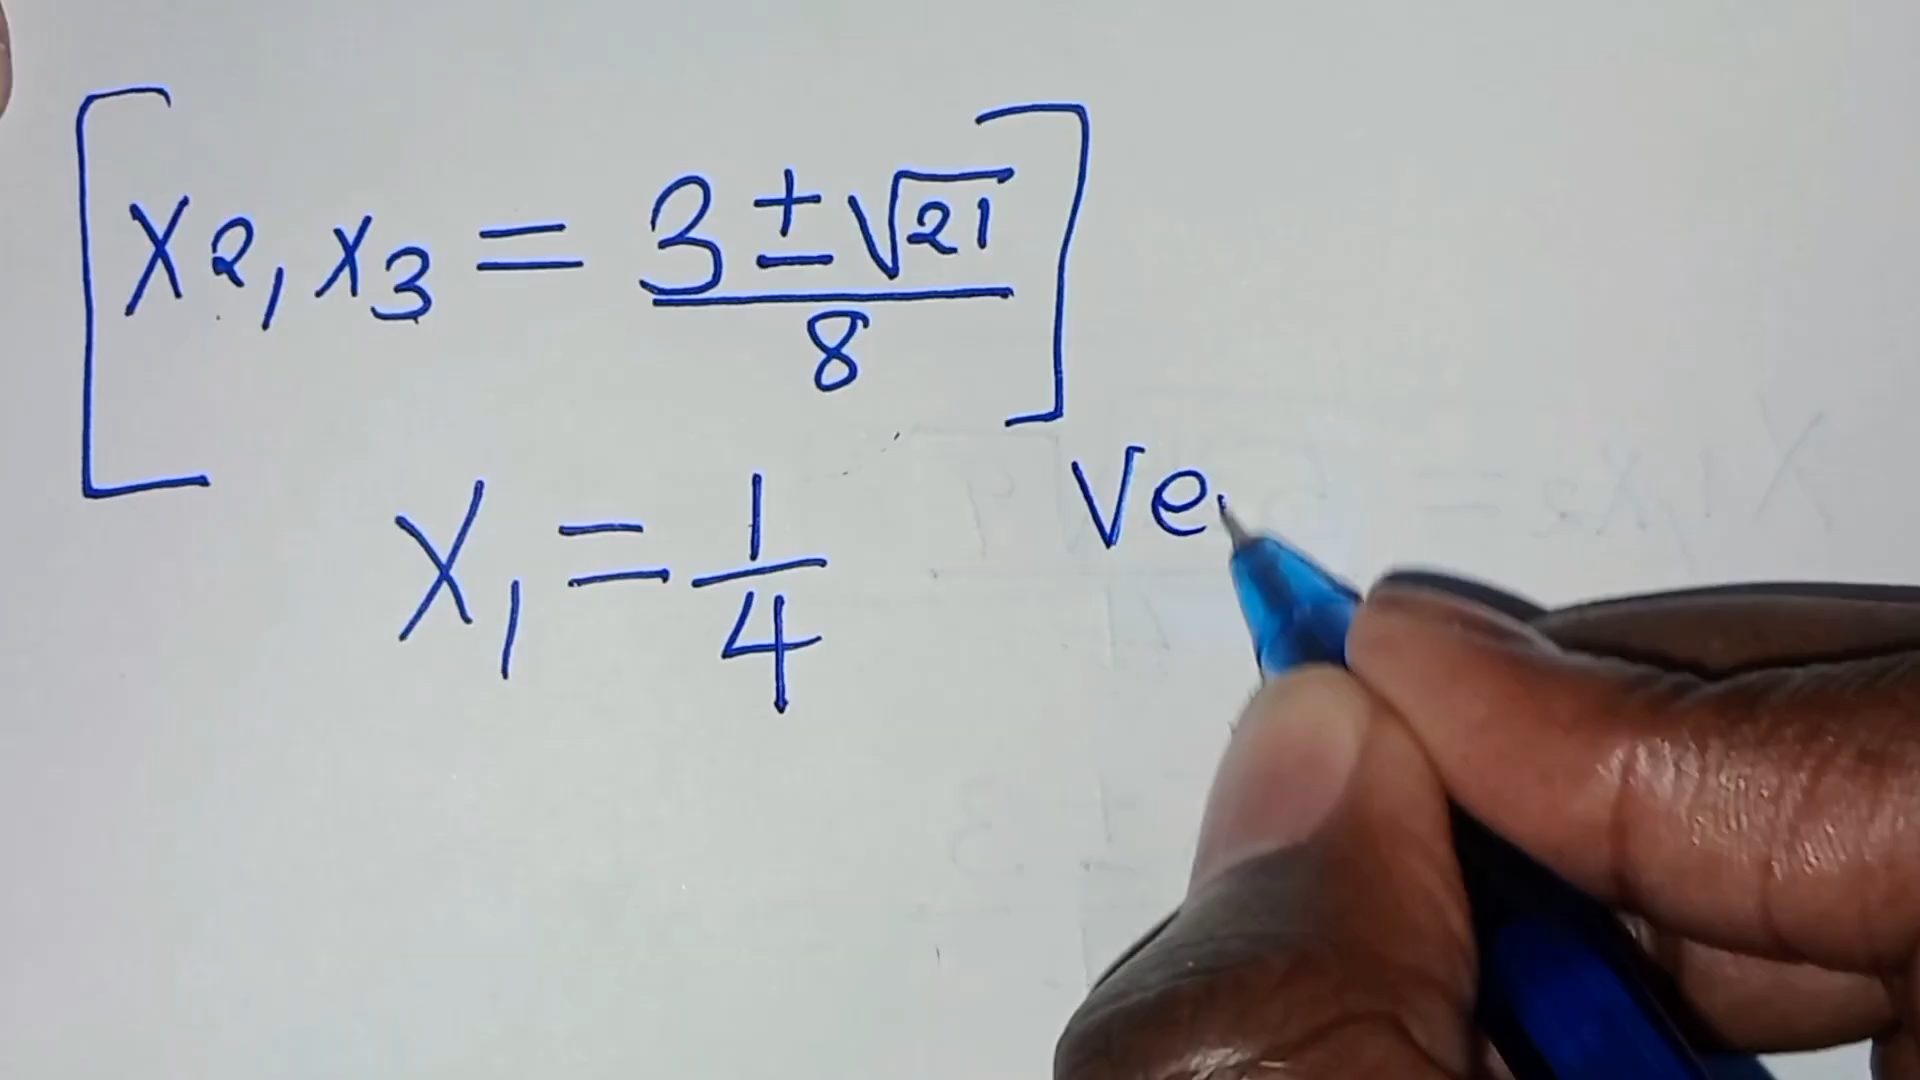 [x2, x3 = 3 ± √21 / 8]
x1 = 1/4
Ve